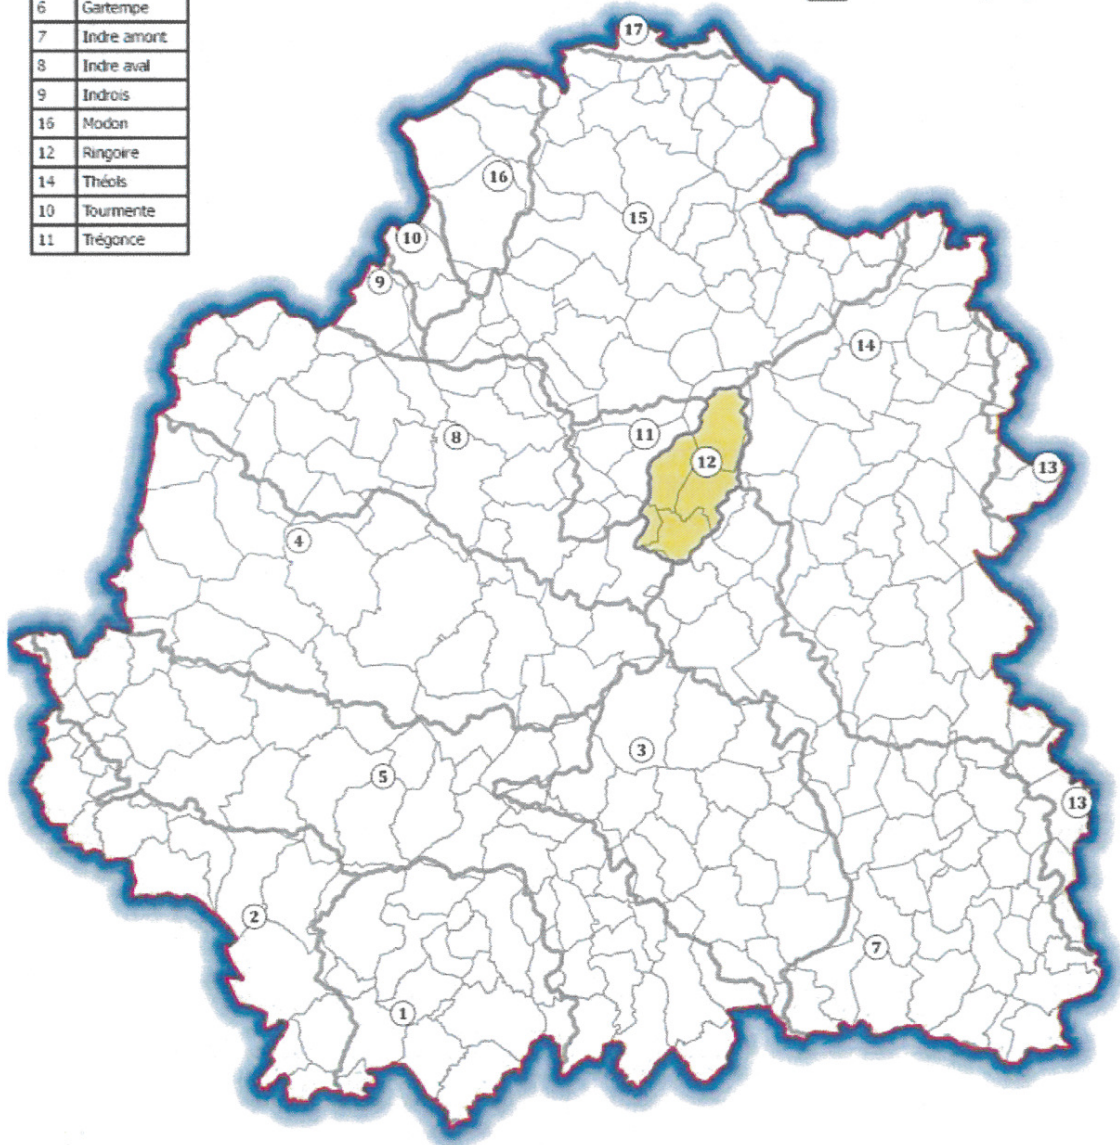 6 Gartempe
7 Indre amont
8 Indre aval
9 Indrois
16 Modon
12 Ringoire
14 Théols
10 Tourmente
11 Trégonce
17
16
15
10
9
14
8
11
12
13
4
3
5
13
2
7
1